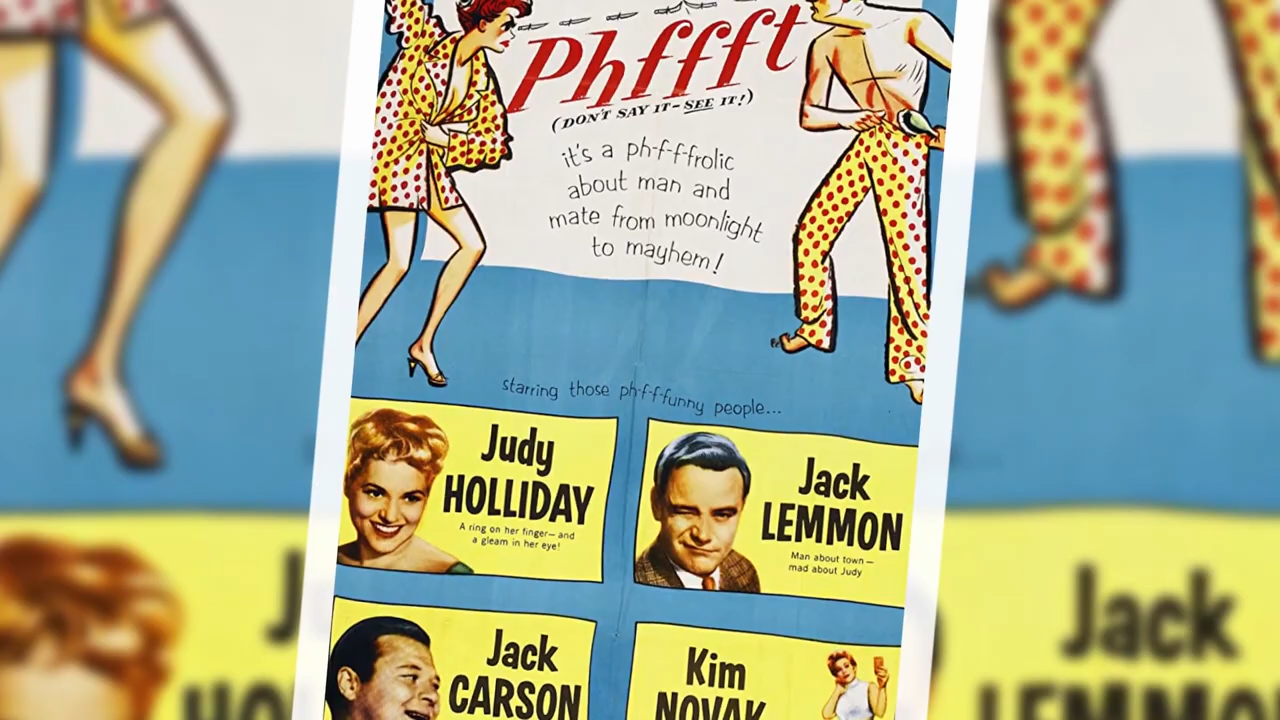 Phffft
(DON'T SAY IT-SEE IT!)
it's a ph-f-f-frolic
about man and
mate from moonlight
to mayhem!
starring those ph-f-f-funny people...
Judy
HOLLIDAY
A ring on her finger—and
a gleam in her eye!
Jack
LEMMON
Man about town—
mad about Judy
Jack
CARSON
Kim
NOVAK
Jack
LEMMON